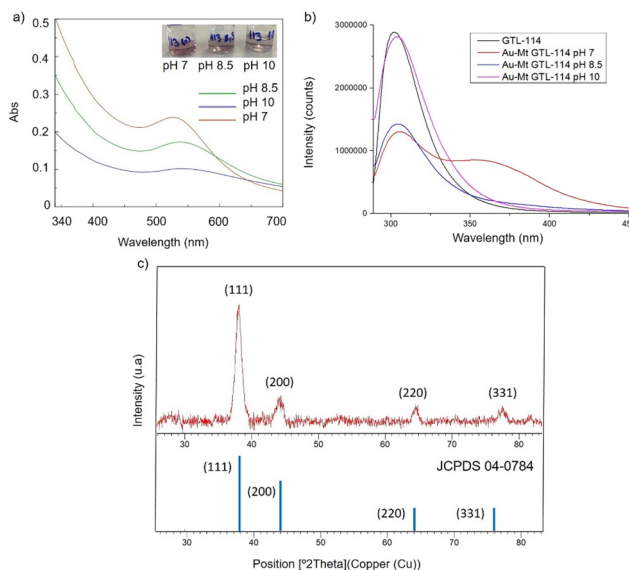 a)
0.5
0.4
0.3
0.2
0.1
0
Abs
pH 7 pH 8.5 pH 10
pH 8.5
pH 10
pH 7
340 400 500 600 700
Wavelength (nm)
b)
3000000
2000000
1000000
0
Intensity (counts)
GTL-114
Au-Mt GTL-114 pH 7
Au-Mt GTL-114 pH 8.5
Au-Mt GTL-114 pH 10
300 350 400 45
Wavelength (nm)
c)
(111)
(200)
(220)
(331)
Intensity (u.a)
30 40 50 60 70 80
JCPDS 04-0784
(111)
(200)
(220)
(331)
30 40 50 60 70 80
Position [º2Theta](Copper (Cu))